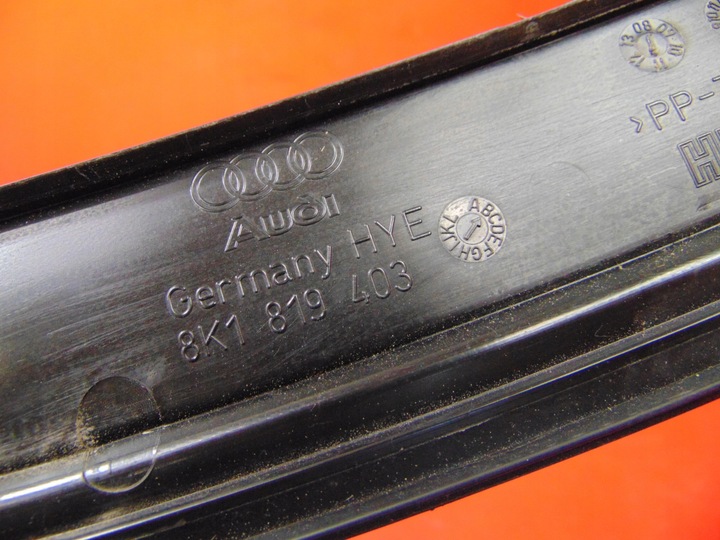 Audi
Germany HYE
8K1 819 403
ABCDEFGHIJKL
>PP-